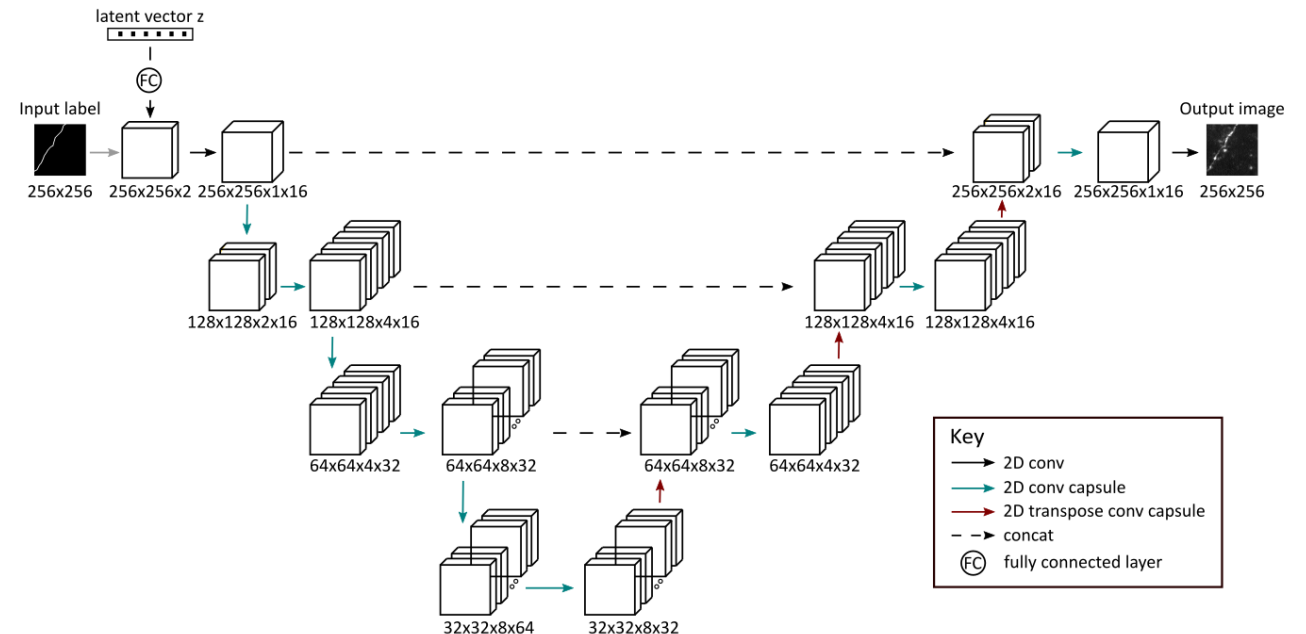 latent vector z
FC
Input label
Output image
256x256
256x256x2
256x256x1x16
256x256x2x16
256x256x1x16
256x256
128x128x2x16
128x128x4x16
128x128x4x16
128x128x4x16
64x64x4x32
64x64x8x32
64x64x8x32
64x64x4x32
32x32x8x64
32x32x8x32
Key
2D conv
2D conv capsule
2D transpose conv capsule
concat
FC fully connected layer